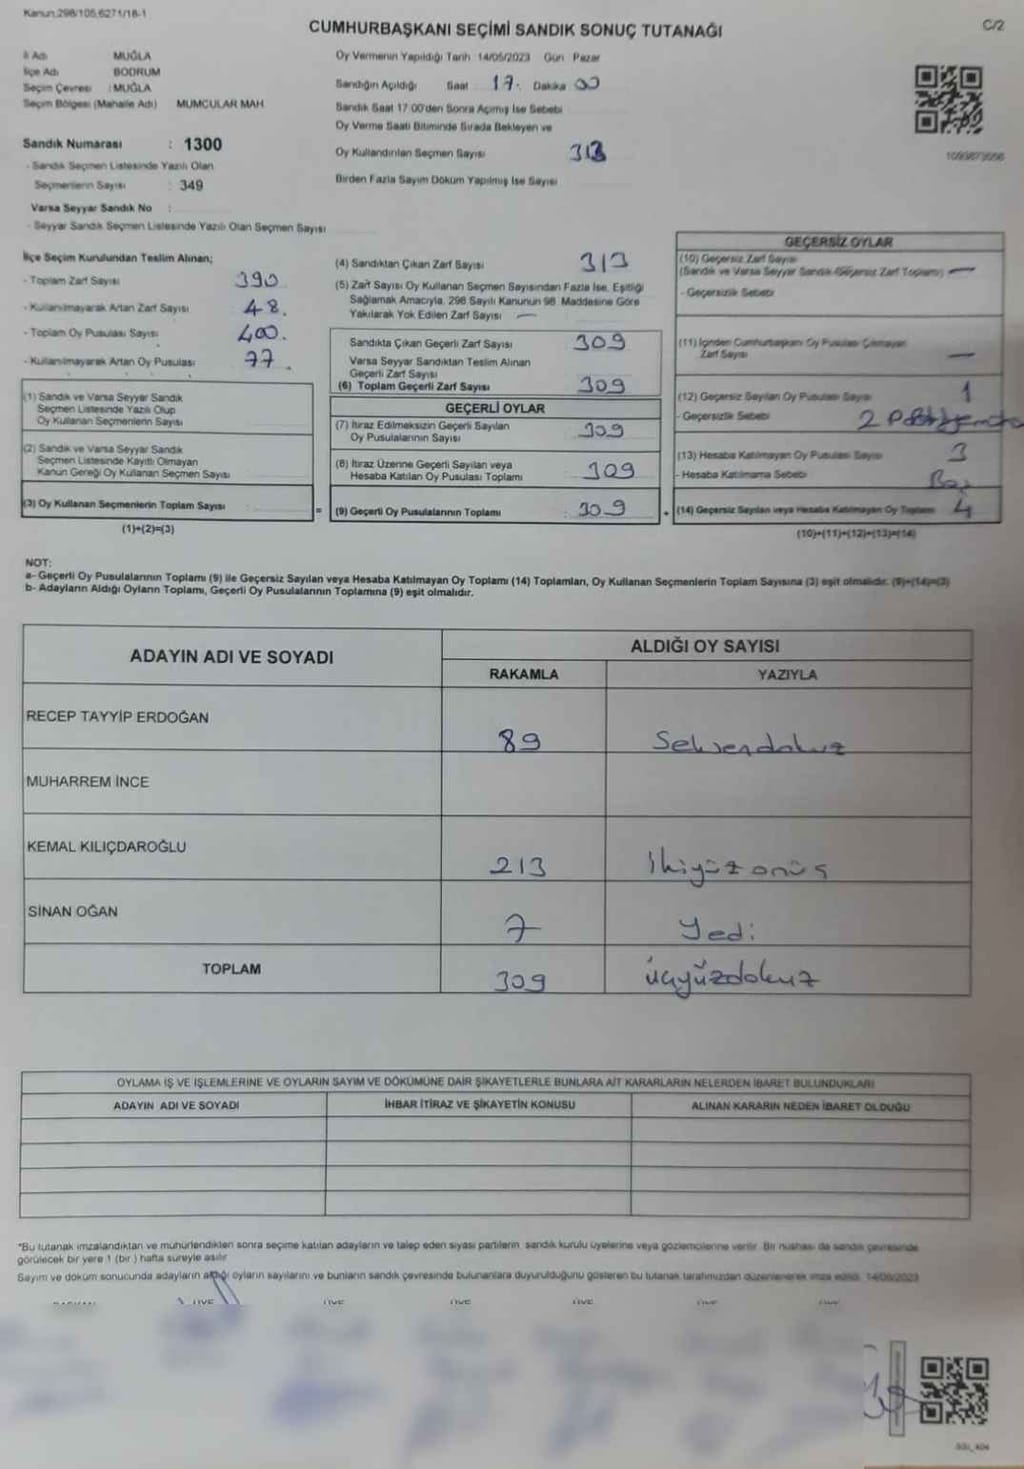 Kanun:298/105,6271/18-1
CUMHURBAŞKANI SEÇİMİ SANDIK SONUÇ TUTANAĞI
C/2
İl Adı MUĞLA
İlçe Adı BODRUM
Seçim Çevresi : MUĞLA
Seçim Bölgesi (Mahalle Adı) MUMCULAR MAH.
Oy Vermenin Yapıldığı Tarih 14/05/2023 Gün Pazar
Sandığın Açıldığı Saat 17. Dakika 00
Sandık Saat 17:00'den Sonra Açımış İse Sebebi
Oy Verme Saati Bitiminde Sırada Bekleyen ve
Oy Kullandırılan Seçmen Sayısı 313
Birden Fazla Sayım Döküm Yapılmış İse Sayısı
Sandık Numarası : 1300
- Sandık Seçmen Listesinde Yazılı Olan
Seçmenlerin Sayısı : 349
Varsa Seyyar Sandık No :
- Seyyar Sandık Seçmen Listesinde Yazılı Olan Seçmen Sayısı
İlçe Seçim Kurulundan Teslim Alınan;
- Toplam Zarf Sayısı 390
- Kullanılmayarak Artan Zarf Sayısı 48.
- Toplam Oy Pusulası Sayısı 400.
- Kullanılmayarak Artan Oy Pusulası 77.
(1) Sandık ve Varsa Seyyar Sandık
Seçmen Listesinde Yazılı Olup
Oy Kullanan Seçmenlerin Sayısı
(2) Sandık ve Varsa Seyyar Sandık
Seçmen Listesinde Kayıtlı Olmayan
Kanun Gereği Oy Kullanan Seçmen Sayısı
(3) Oy Kullanan Seçmenlerin Toplam Sayısı
(1)+(2)=(3)
(4) Sandıktan Çıkan Zarf Sayısı 313
(5) Zarf Sayısı Oy Kullanan Seçmen Sayısından Fazla İse, Eşitliği
Sağlamak Amacıyla, 298 Sayılı Kanunun 98. Maddesine Göre
Yakılarak Yok Edilen Zarf Sayısı —
Sandıkta Çıkan Geçerli Zarf Sayısı 309
Varsa Seyyar Sandıktan Teslim Alınan
Geçerli Zarf Sayısı
(6) Toplam Geçerli Zarf Sayısı 309
GEÇERLİ OYLAR
(7) İtiraz Edilmeksizin Geçerli Sayılan
Oy Pusulalarının Sayısı 309
(8) İtiraz Üzerine Geçerli Sayılan veya
Hesaba Katılan Oy Pusulası Toplamı 309
= (9) Geçerli Oy Pusulalarının Toplamı : 309 +
GEÇERSİZ OYLAR
(10) Geçersiz Zarf Sayısı
(Sandık ve Varsa Seyyar Sandık Geçersiz Zarf Toplamı) —
- Geçersizlik Sebebi
(11) İçinden Cumhurbaşkanı Oy Pusulası Çıkmayan
Zarf Sayısı —
(12) Geçersiz Sayılan Oy Pusulası Sayısı 1
- Geçersizlik Sebebi 2
(13) Hesaba Katılmayan Oy Pusulası Sayısı 3
- Hesaba Katılmama Sebebi
(14) Geçersiz Sayılan veya Hesaba Katılmayan Oy Toplamı 4
(10)+(11)+(12)+(13)=(14)
NOT:
a- Geçerli Oy Pusulalarının Toplamı (9) ile Geçersiz Sayılan veya Hesaba Katılmayan Oy Toplamı (14) Toplamları, Oy Kullanan Seçmenlerin Toplam Sayısına (3) eşit olmalıdır. (9)+(14)=(3)
b- Adayların Aldığı Oyların Toplamı, Geçerli Oy Pusulalarının Toplamına (9) eşit olmalıdır.
ADAYIN ADI VE SOYADI
ALDIĞI OY SAYISI
RAKAMLA YAZIYLA
RECEP TAYYİP ERDOĞAN 89 Seksendokuz
MUHARREM İNCE
KEMAL KILIÇDAROĞLU 213 İkiyüzonüç
SİNAN OĞAN 7 Yedi
TOPLAM 309 üçyüzdokuz
OYLAMA İŞ VE İŞLEMLERİNE VE OYLARIN SAYIM VE DÖKÜMÜNE DAİR ŞİKAYETLERLE BUNLARA AİT KARARLARIN NELERDEN İBARET BULUNDUKLARI
ADAYIN ADI VE SOYADI İHBAR İTİRAZ VE ŞİKAYETİN KONUSU ALINAN KARARIN NEDEN İBARET OLDUĞU
*Bu tutanak imzalandıktan ve mühürlendikten sonra seçime katılan adayların ve talep eden siyasi partilerin, sandık kurulu üyelerine veya gözlemcilerine verilir. Bir nüshası da sandık çevresinde
görülecek bir yere 1 (bir ) hafta süreyle asılır.
Sayım ve döküm sonucunda adayların aldığı oyların sayılarını ve bunların sandık çevresinde bulunanlara duyurulduğunu gösteren bu tutanak tarafımızdan düzenlenerek imza edildi. 14/05/2023